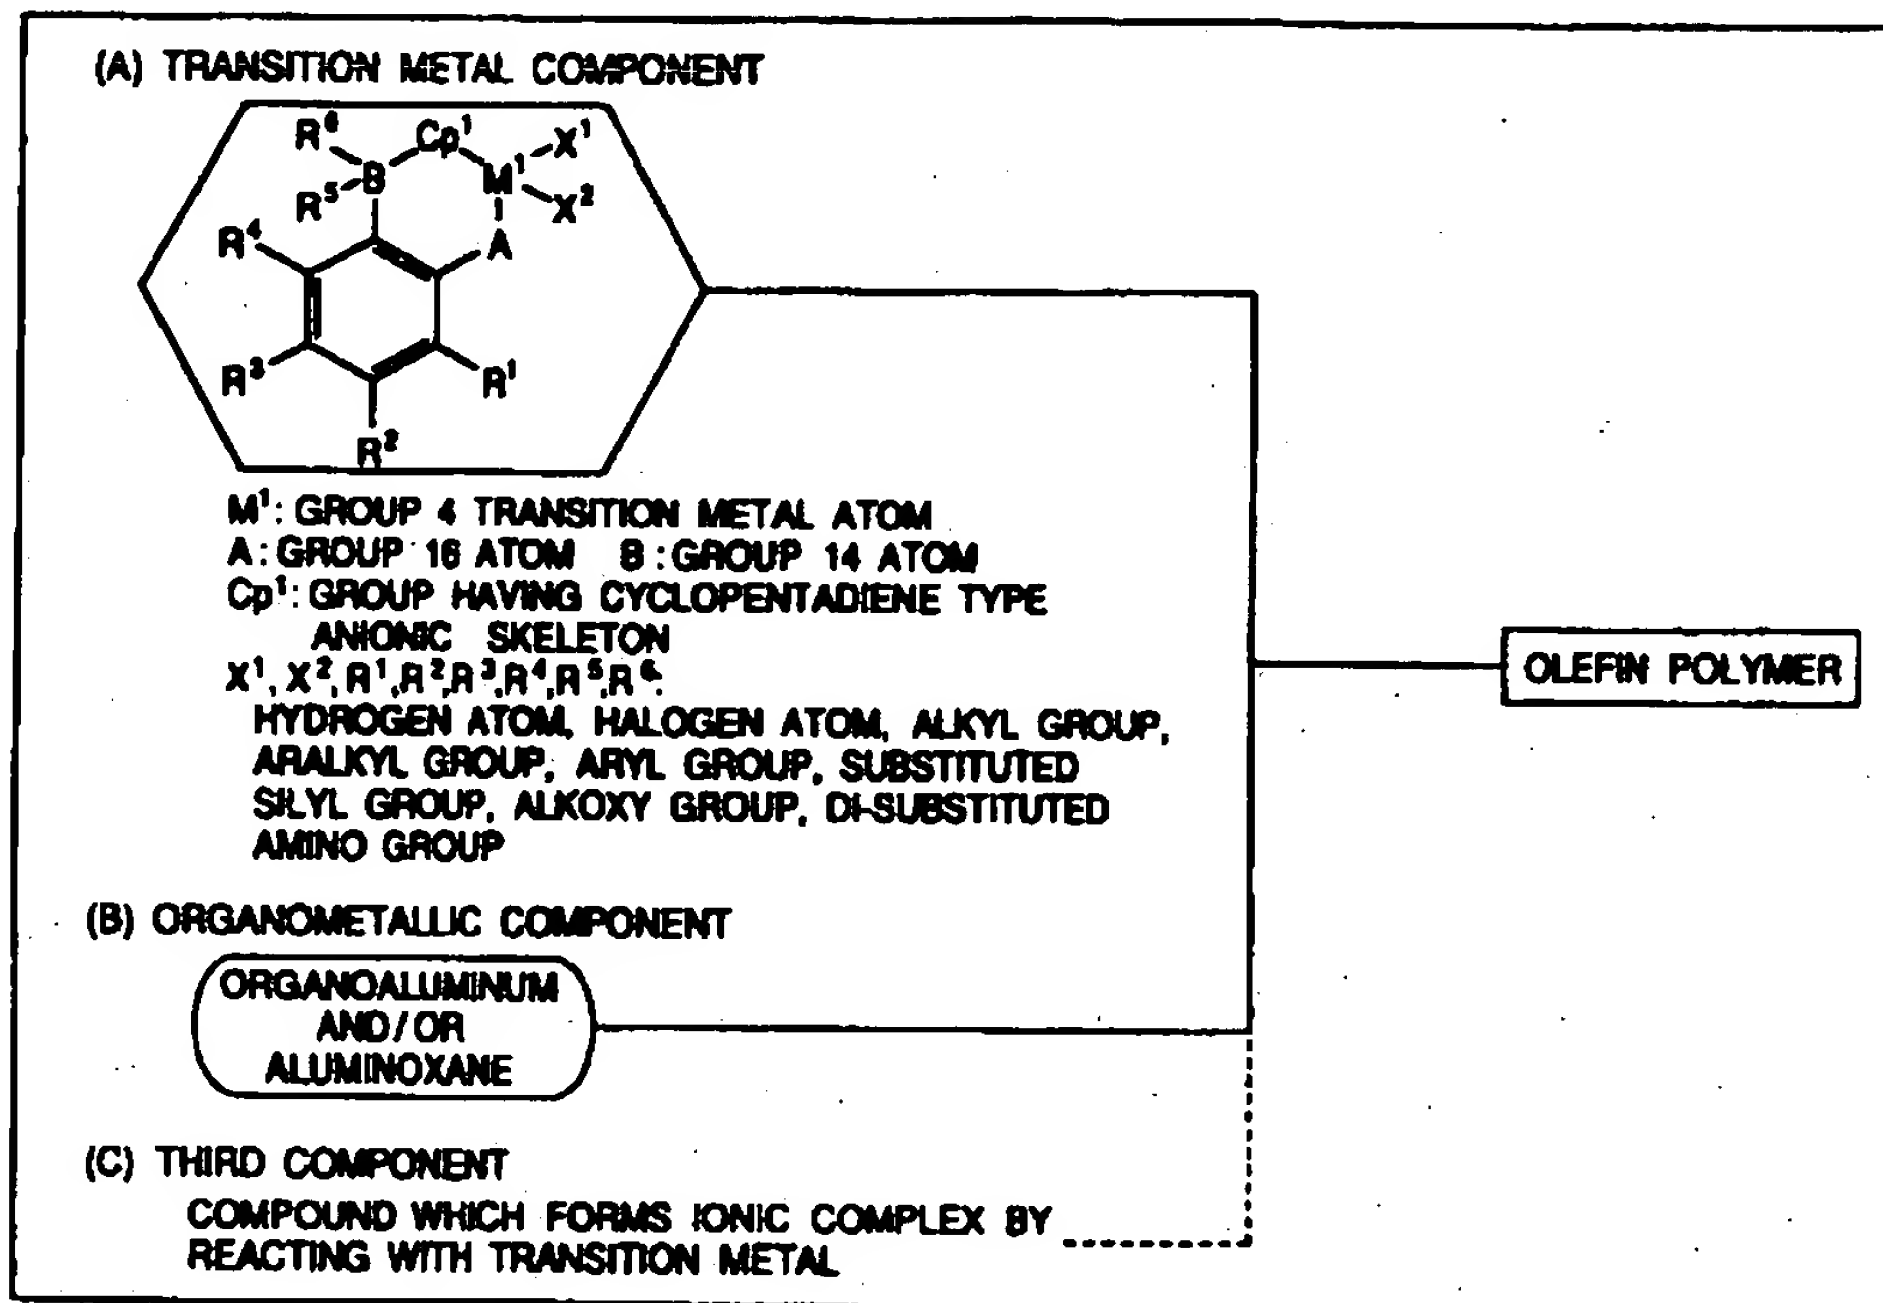 (A) TRANSITION METAL COMPONENT
R⁶ Cp¹ X¹
B M¹
R⁵ X²
R⁴ A
R³ R¹
R²
M¹: GROUP 4 TRANSITION METAL ATOM
A : GROUP 16 ATOM B : GROUP 14 ATOM
Cp¹: GROUP HAVING CYCLOPENTADIENE TYPE
ANIONIC SKELETON
X¹, X², R¹, R², R³, R⁴, R⁵, R⁶:
HYDROGEN ATOM, HALOGEN ATOM, ALKYL GROUP,
ARALKYL GROUP, ARYL GROUP, SUBSTITUTED
SILYL GROUP, ALKOXY GROUP, DI-SUBSTITUTED
AMINO GROUP
OLEFIN POLYMER
(B) ORGANOMETALLIC COMPONENT
ORGANOALUMINUM
AND/OR
ALUMINOXANE
(C) THIRD COMPONENT
COMPOUND WHICH FORMS IONIC COMPLEX BY
REACTING WITH TRANSITION METAL